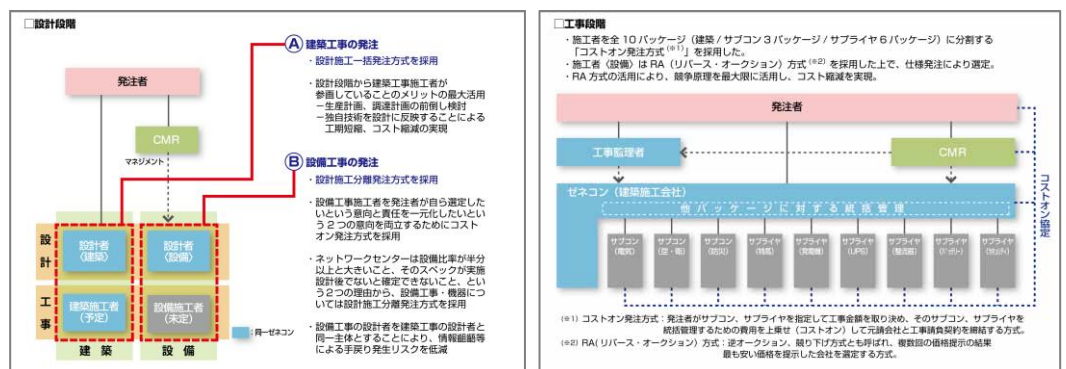 □設計段階
発注者
CMR
マネジメント
設計
工事
設計者
〈建築〉
設計者
〈設備〉
建築施工者
(予定)
設備施工者
(未定)
建築
設備
:同一ゼネコン
Ⓐ 建築工事の発注
・設計施工一括発注方式を採用
・設計段階から建築工事施工者が
参画していることのメリットの最大活用
－生産計画、調達計画の前倒し検討
－独自技術を設計に反映することによる
工期短縮、コスト縮減の実現
Ⓑ 設備工事の発注
・設計施工分離発注方式を採用
・設備工事施工者を発注者が自ら選定した
いという意向と責任を一元化したいとい
う２つの意向を両立するためにコスト
オン発注方式を採用
・ネットワークセンターは設備比率が半分
以上と大きいこと、そのスペックが実施
設計後でないと確定できないこと、とい
う２つの理由から、設備工事・機器につ
いては設計施工分離発注方式を採用
・設備工事の設計者を建築工事の設計者と
同一主体とすることにより、情報齟齬等
による手戻り発生リスクを低減
□工事段階
・施工者を全 10 パッケージ（建築 / サブコン 3 パッケージ / サプライヤ 6 パッケージ）に分割する
「コストオン発注方式(※1)」を採用した。
・施工者〈設備〉は RA（リバース・オークション）方式(※2) を採用した上で、仕様発注により選定。
・RA 方式の活用により、競争原理を最大限に活用し、コスト縮減を実現。
発注者
工事監理者
CMR
ゼネコン（建築施工会社）
他パッケージに対する統括管理
コストオン協定
サブコン
(電気)
サブコン
(空・衛)
サブコン
(防災)
サプライヤ
(特高)
サプライヤ
(発電機)
サプライヤ
(UPS)
サプライヤ
(整流器)
サプライヤ
(ﾊﾞｯﾃﾘｰ)
サプライヤ
(※1) コストオン発注方式：発注者がサブコン、サプライヤを指定して工事金額を取り決め、そのサブコン、サプライヤを
統括管理するための費用を上乗せ（コストオン）して元請会社と工事請負契約を締結する方式。
(※2) RA(リバース・オークション）方式：逆オークション、競り下げ方式とも呼ばれ、複数回の価格提示の結果
最も安い価格を提示した会社を選定する方式。